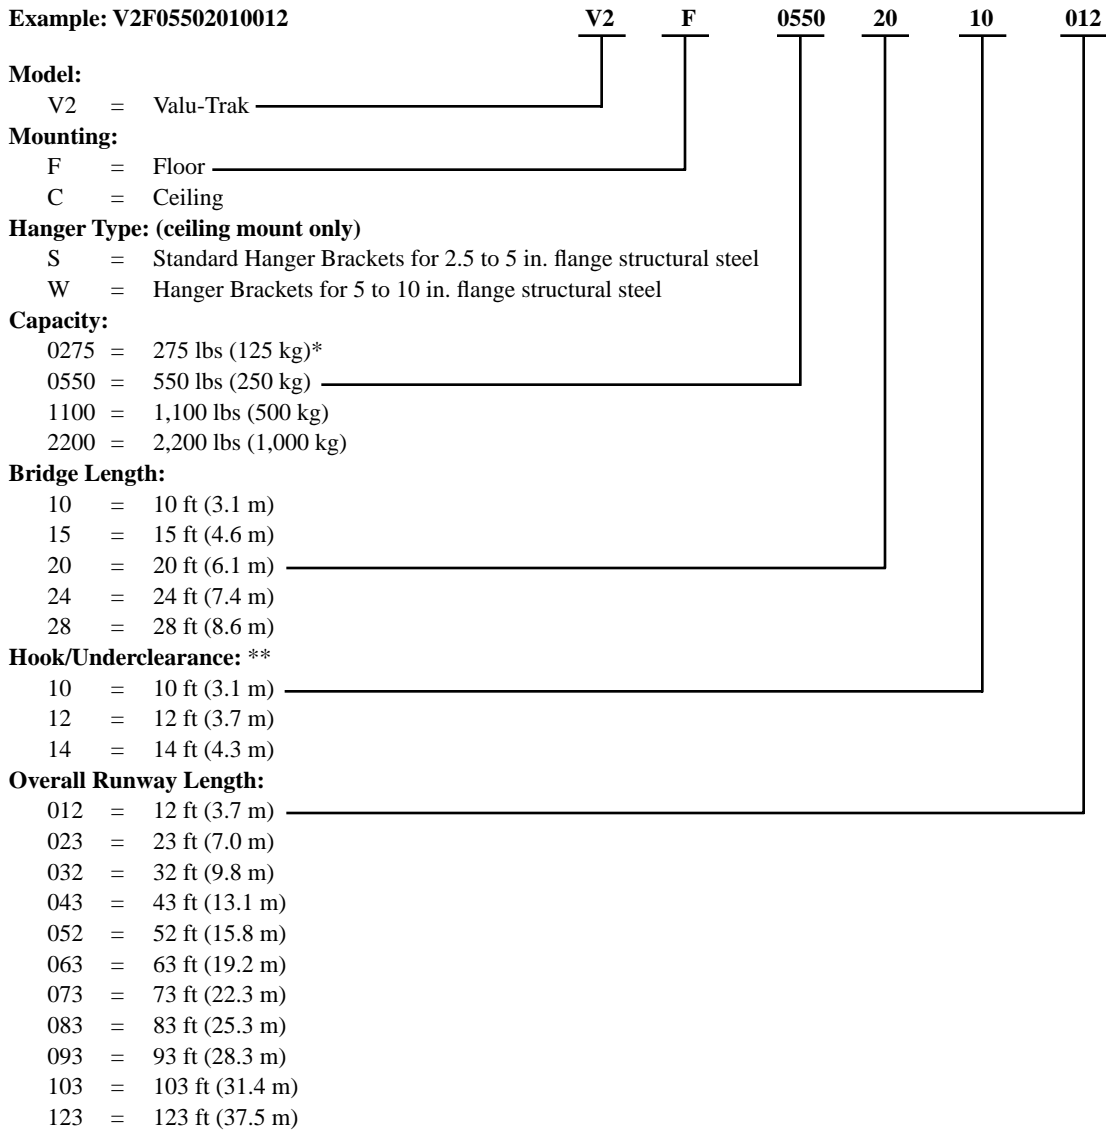 Example: V2F05502010012 V2 F 0550 20 10 012
Model:
V2 = Valu-Trak
Mounting:
F = Floor
C = Ceiling
Hanger Type: (ceiling mount only)
S = Standard Hanger Brackets for 2.5 to 5 in. flange structural steel
W = Hanger Brackets for 5 to 10 in. flange structural steel
Capacity:
0275 = 275 lbs (125 kg)*
0550 = 550 lbs (250 kg)
1100 = 1,100 lbs (500 kg)
2200 = 2,200 lbs (1,000 kg)
Bridge Length:
10 = 10 ft (3.1 m)
15 = 15 ft (4.6 m)
20 = 20 ft (6.1 m)
24 = 24 ft (7.4 m)
28 = 28 ft (8.6 m)
Hook/Underclearance: **
10 = 10 ft (3.1 m)
12 = 12 ft (3.7 m)
14 = 14 ft (4.3 m)
Overall Runway Length:
012 = 12 ft (3.7 m)
023 = 23 ft (7.0 m)
032 = 32 ft (9.8 m)
043 = 43 ft (13.1 m)
052 = 52 ft (15.8 m)
063 = 63 ft (19.2 m)
073 = 73 ft (22.3 m)
083 = 83 ft (25.3 m)
093 = 93 ft (28.3 m)
103 = 103 ft (31.4 m)
123 = 123 ft (37.5 m)